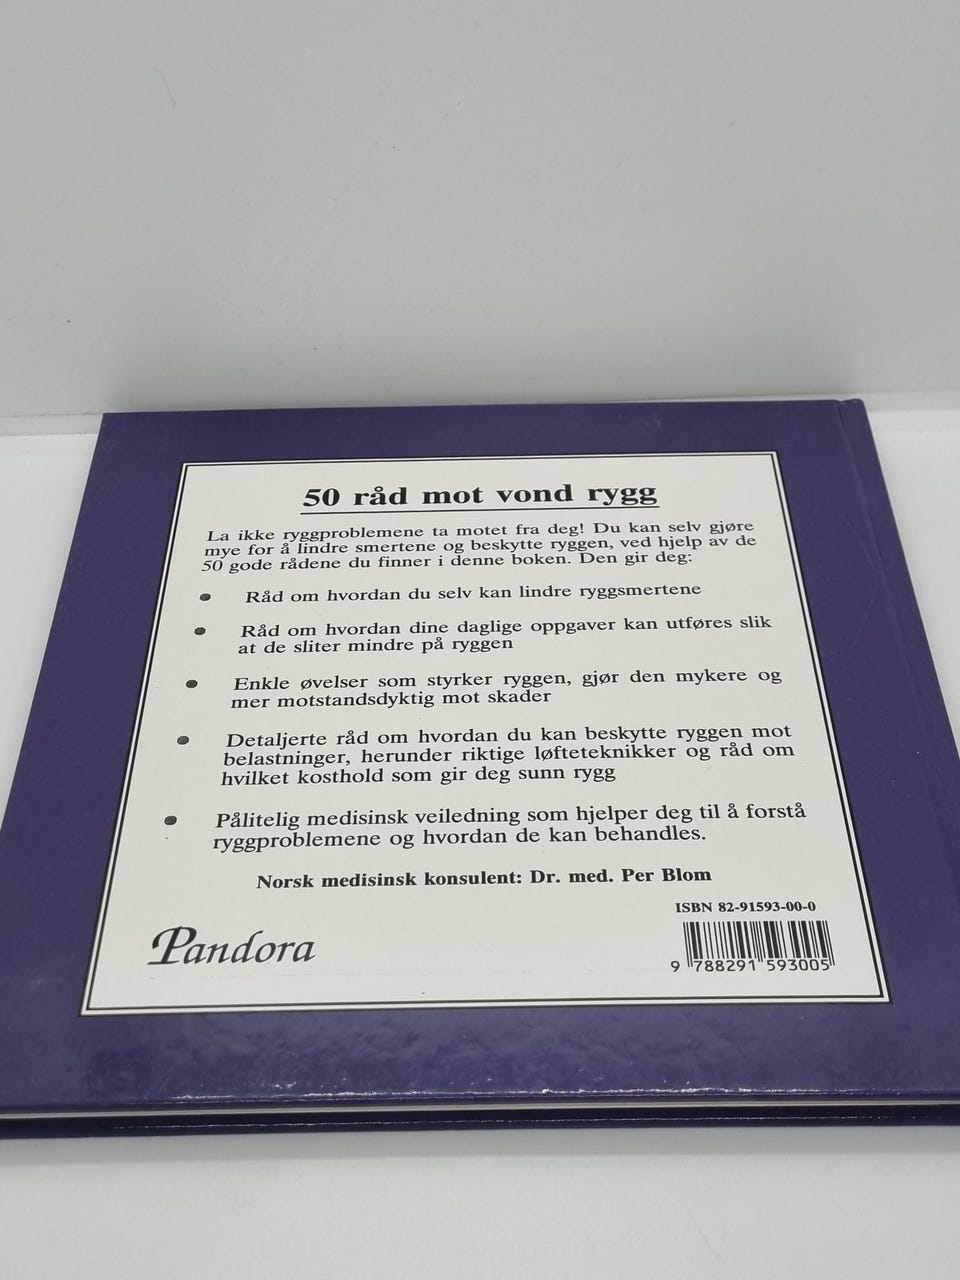 50 råd mot vond rygg
La ikke ryggproblemene ta motet fra deg! Du kan selv gjøre
mye for å lindre smertene og beskytte ryggen, ved hjelp av de
50 gode rådene du finner i denne boken. Den gir deg:
• Råd om hvordan du selv kan lindre ryggsmertene
• Råd om hvordan dine daglige oppgaver kan utføres slik
at de sliter mindre på ryggen
• Enkle øvelser som styrker ryggen, gjør den mykere og
mer motstandsdyktig mot skader
• Detaljerte råd om hvordan du kan beskytte ryggen mot
belastninger, herunder riktige løfteteknikker og råd om
hvilket kosthold som gir deg sunn rygg
• Pålitelig medisinsk veiledning som hjelper deg til å forstå
ryggproblemene og hvordan de kan behandles.
Norsk medisinsk konsulent: Dr. med. Per Blom
ISBN 82-91593-00-0
Pandora
9 788291 593005